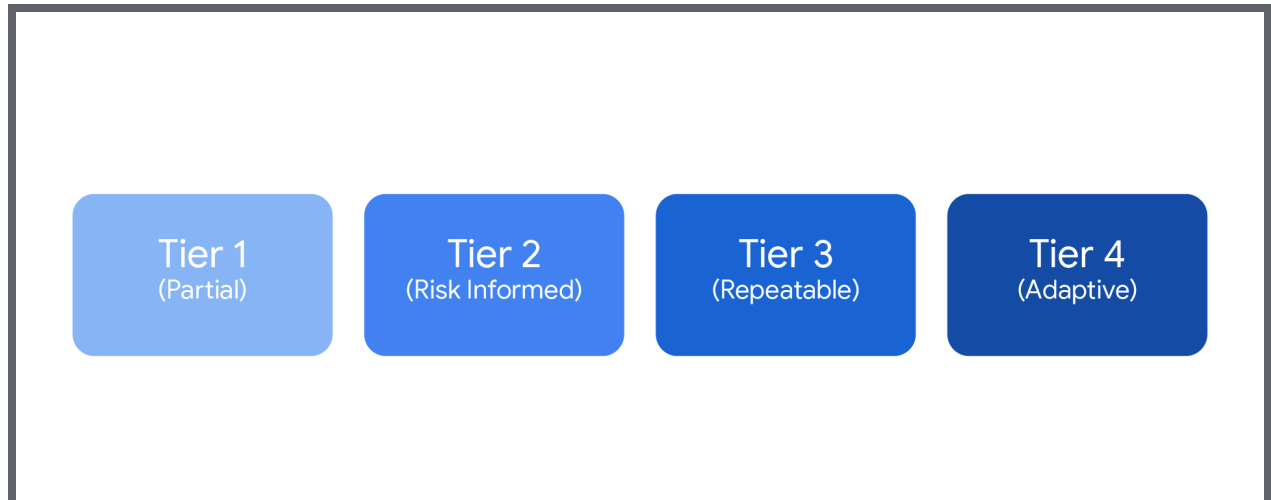 Tier 1
(Partial)
Tier 2
(Risk Informed)
Tier 3
(Repeatable)
Tier 4
(Adaptive)